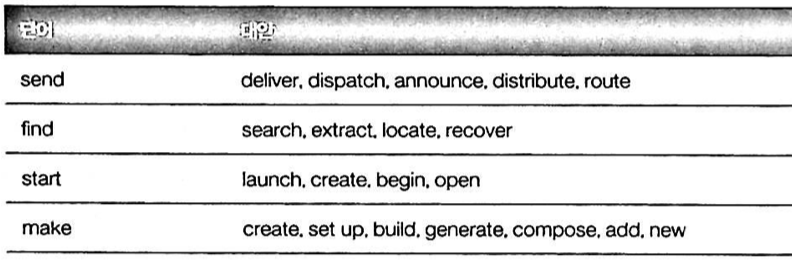 단어 대안
send deliver, dispatch, announce, distribute, route
find search, extract, locate, recover
start launch, create, begin, open
make create, set up, build, generate, compose, add, new